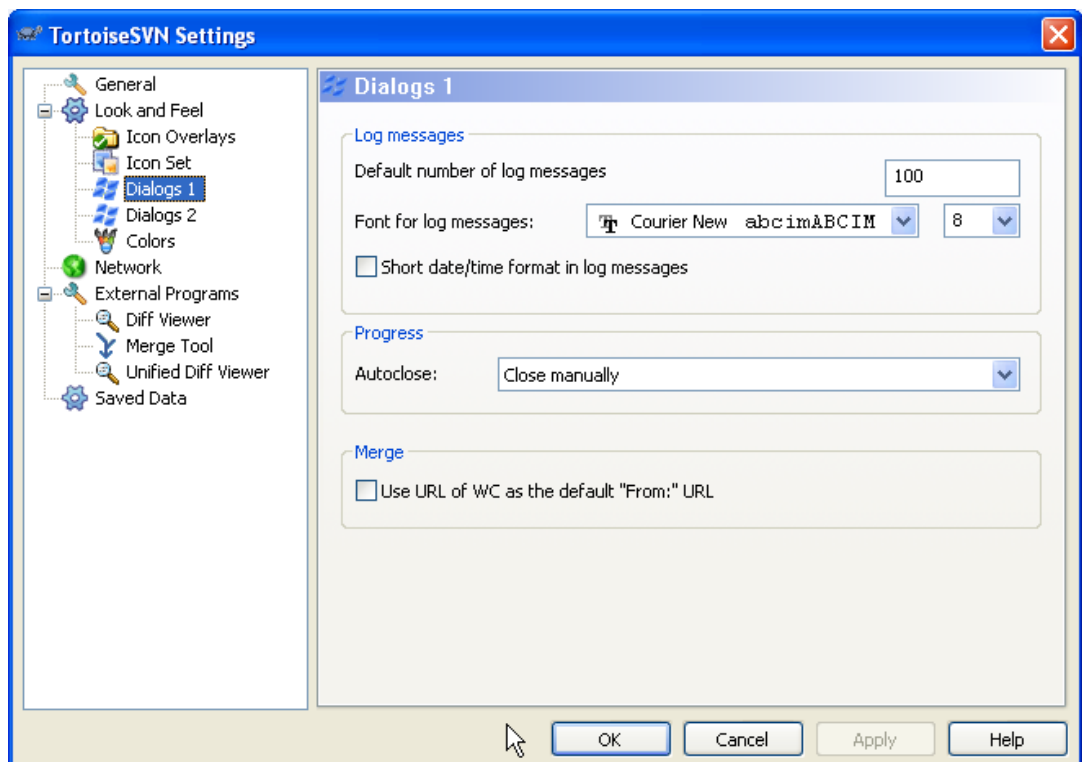 TortoiseSVN Settings
General
Look and Feel
Icon Overlays
Icon Set
Dialogs 1
Dialogs 2
Colors
Network
External Programs
Diff Viewer
Merge Tool
Unified Diff Viewer
Saved Data
Dialogs 1
Log messages
Default number of log messages 100
Font for log messages: Courier New abcimABCIM 8
Short date/time format in log messages
Progress
Autoclose: Close manually
Merge
Use URL of WC as the default "From:" URL
OK Cancel Apply Help